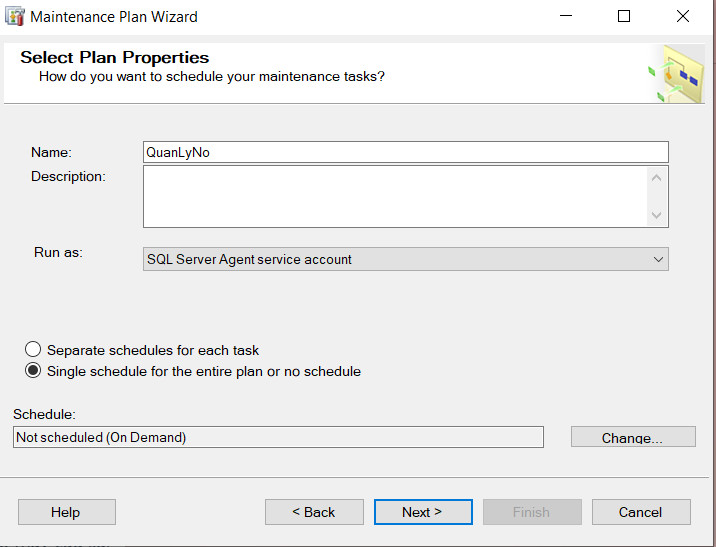 Maintenance Plan Wizard
Select Plan Properties
How do you want to schedule your maintenance tasks?
Name:
QuanLyNo
Description:
Run as:
SQL Server Agent service account
Separate schedules for each task
Single schedule for the entire plan or no schedule
Schedule:
Not scheduled (On Demand)
Change...
Help
< Back
Next >
Finish
Cancel